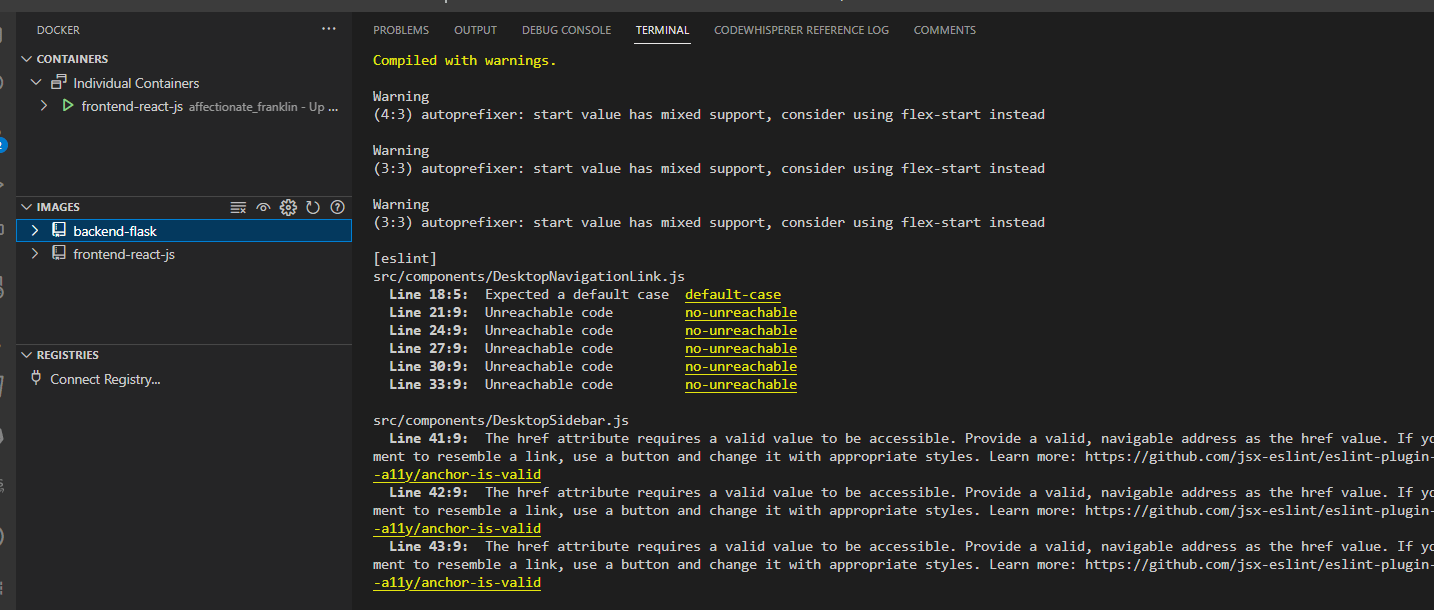 DOCKER
CONTAINERS
Individual Containers
frontend-react-js affectionate_franklin - Up ...
IMAGES
backend-flask
frontend-react-js
REGISTRIES
Connect Registry...
PROBLEMS OUTPUT DEBUG CONSOLE TERMINAL CODEWHISPERER REFERENCE LOG COMMENTS
Compiled with warnings.
Warning
(4:3) autoprefixer: start value has mixed support, consider using flex-start instead
Warning
(3:3) autoprefixer: start value has mixed support, consider using flex-start instead
Warning
(3:3) autoprefixer: start value has mixed support, consider using flex-start instead
[eslint]
src/components/DesktopNavigationLink.js
Line 18:5: Expected a default case default-case
Line 21:9: Unreachable code no-unreachable
Line 24:9: Unreachable code no-unreachable
Line 27:9: Unreachable code no-unreachable
Line 30:9: Unreachable code no-unreachable
Line 33:9: Unreachable code no-unreachable
src/components/DesktopSidebar.js
Line 41:9: The href attribute requires a valid value to be accessible. Provide a valid, navigable address as the href value. If
ment to resemble a link, use a button and change it with appropriate styles. Learn more: https://github.com/jsx-eslint/eslint-plugin-
-a11y/anchor-is-valid
Line 42:9: The href attribute requires a valid value to be accessible. Provide a valid, navigable address as the href value. If
ment to resemble a link, use a button and change it with appropriate styles. Learn more: https://github.com/jsx-eslint/eslint-plugin-
-a11y/anchor-is-valid
Line 43:9: The href attribute requires a valid value to be accessible. Provide a valid, navigable address as the href value. If
ment to resemble a link, use a button and change it with appropriate styles. Learn more: https://github.com/jsx-eslint/eslint-plugin-
-a11y/anchor-is-valid